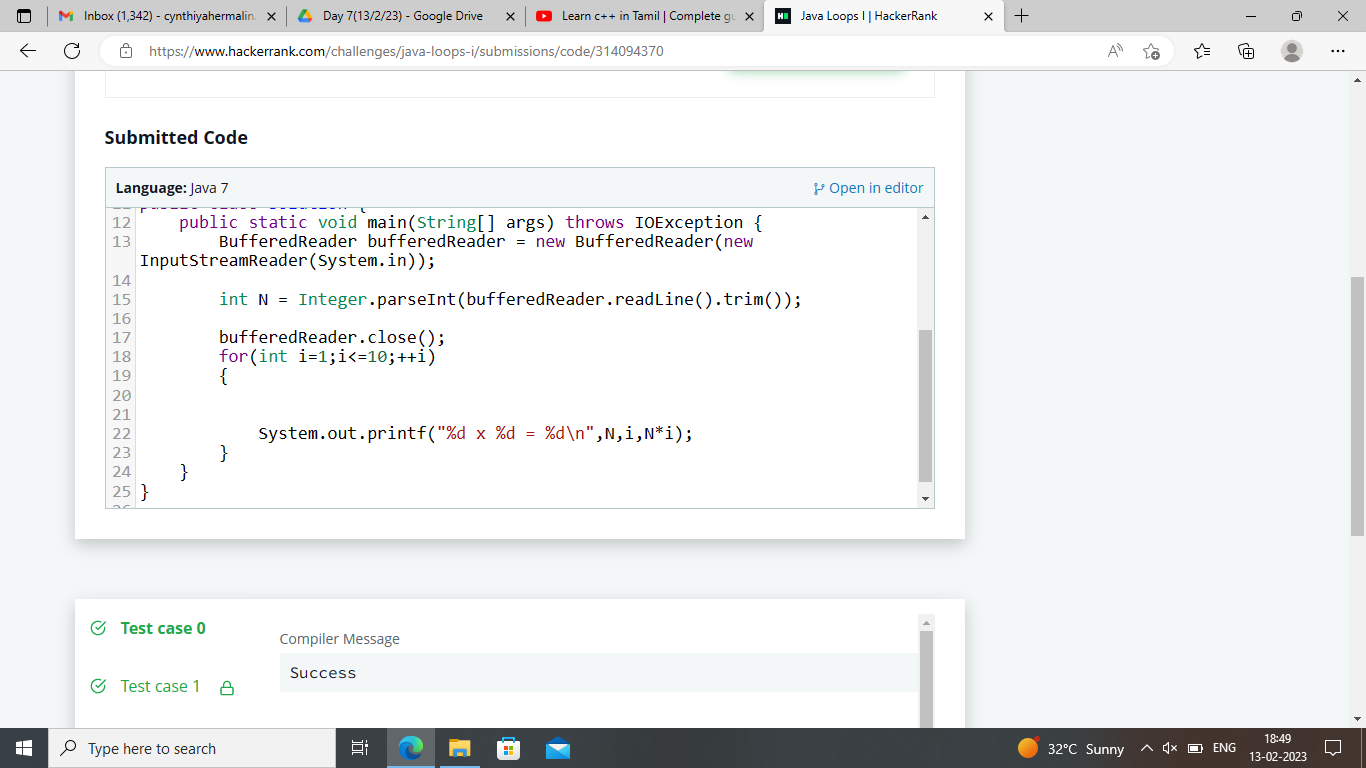 Inbox (1,342) - cynthiyahermalin.
Day 7(13/2/23) - Google Drive
Learn c++ in Tamil | Complete gu
Java Loops I | HackerRank
https://www.hackerrank.com/challenges/java-loops-i/submissions/code/314094370
Submitted Code
Language: Java 7
Open in editor
12 public static void main(String[] args) throws IOException {
13 BufferedReader bufferedReader = new BufferedReader(new
InputStreamReader(System.in));
14
15 int N = Integer.parseInt(bufferedReader.readLine().trim());
16
17 bufferedReader.close();
18 for(int i=1;i<=10;++i)
19 {
20
21
22 System.out.printf("%d x %d = %d\n",N,i,N*i);
23 }
24 }
25 }
Test case 0
Compiler Message
Success
Test case 1
Type here to search
32°C Sunny
ENG
18:49
13-02-2023